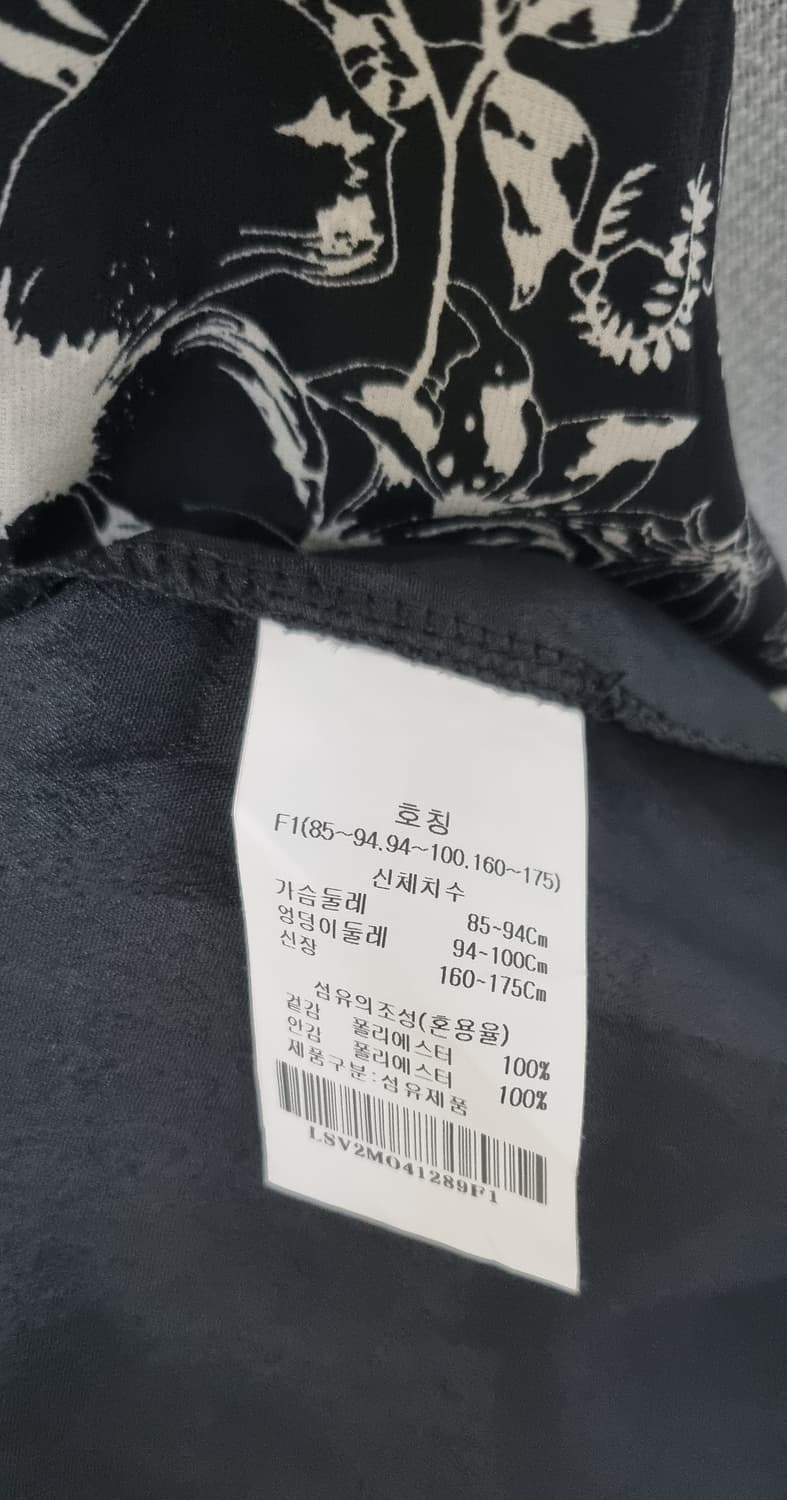 호칭
F1(85~94.94~100.160~175)
신체치수
가슴둘레 85~94Cm
엉덩이둘레 94~100Cm
신장 160~175Cm
섬유의조성(혼용율)
겉감 폴리에스터 100%
안감 폴리에스터 100%
제품구분:섬유제품
LSV2MO41289F1